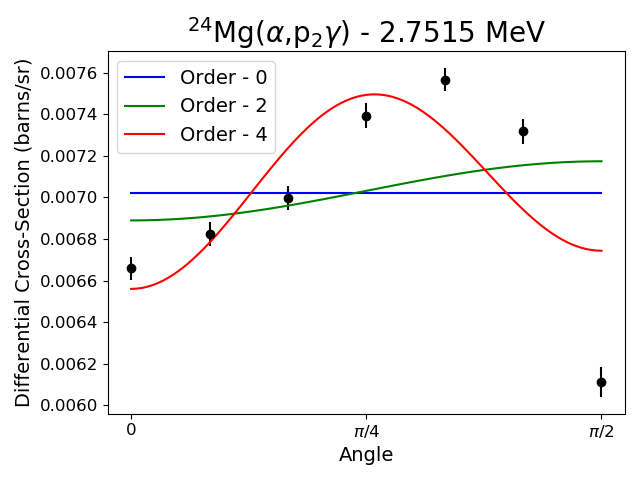 ²⁴Mg(α,p₂γ) - 2.7515 MeV
Differential Cross-Section (barns/sr)
0.0076
0.0074
0.0072
0.0070
0.0068
0.0066
0.0064
0.0062
0.0060
Order - 0
Order - 2
Order - 4
0
π/4
π/2
Angle